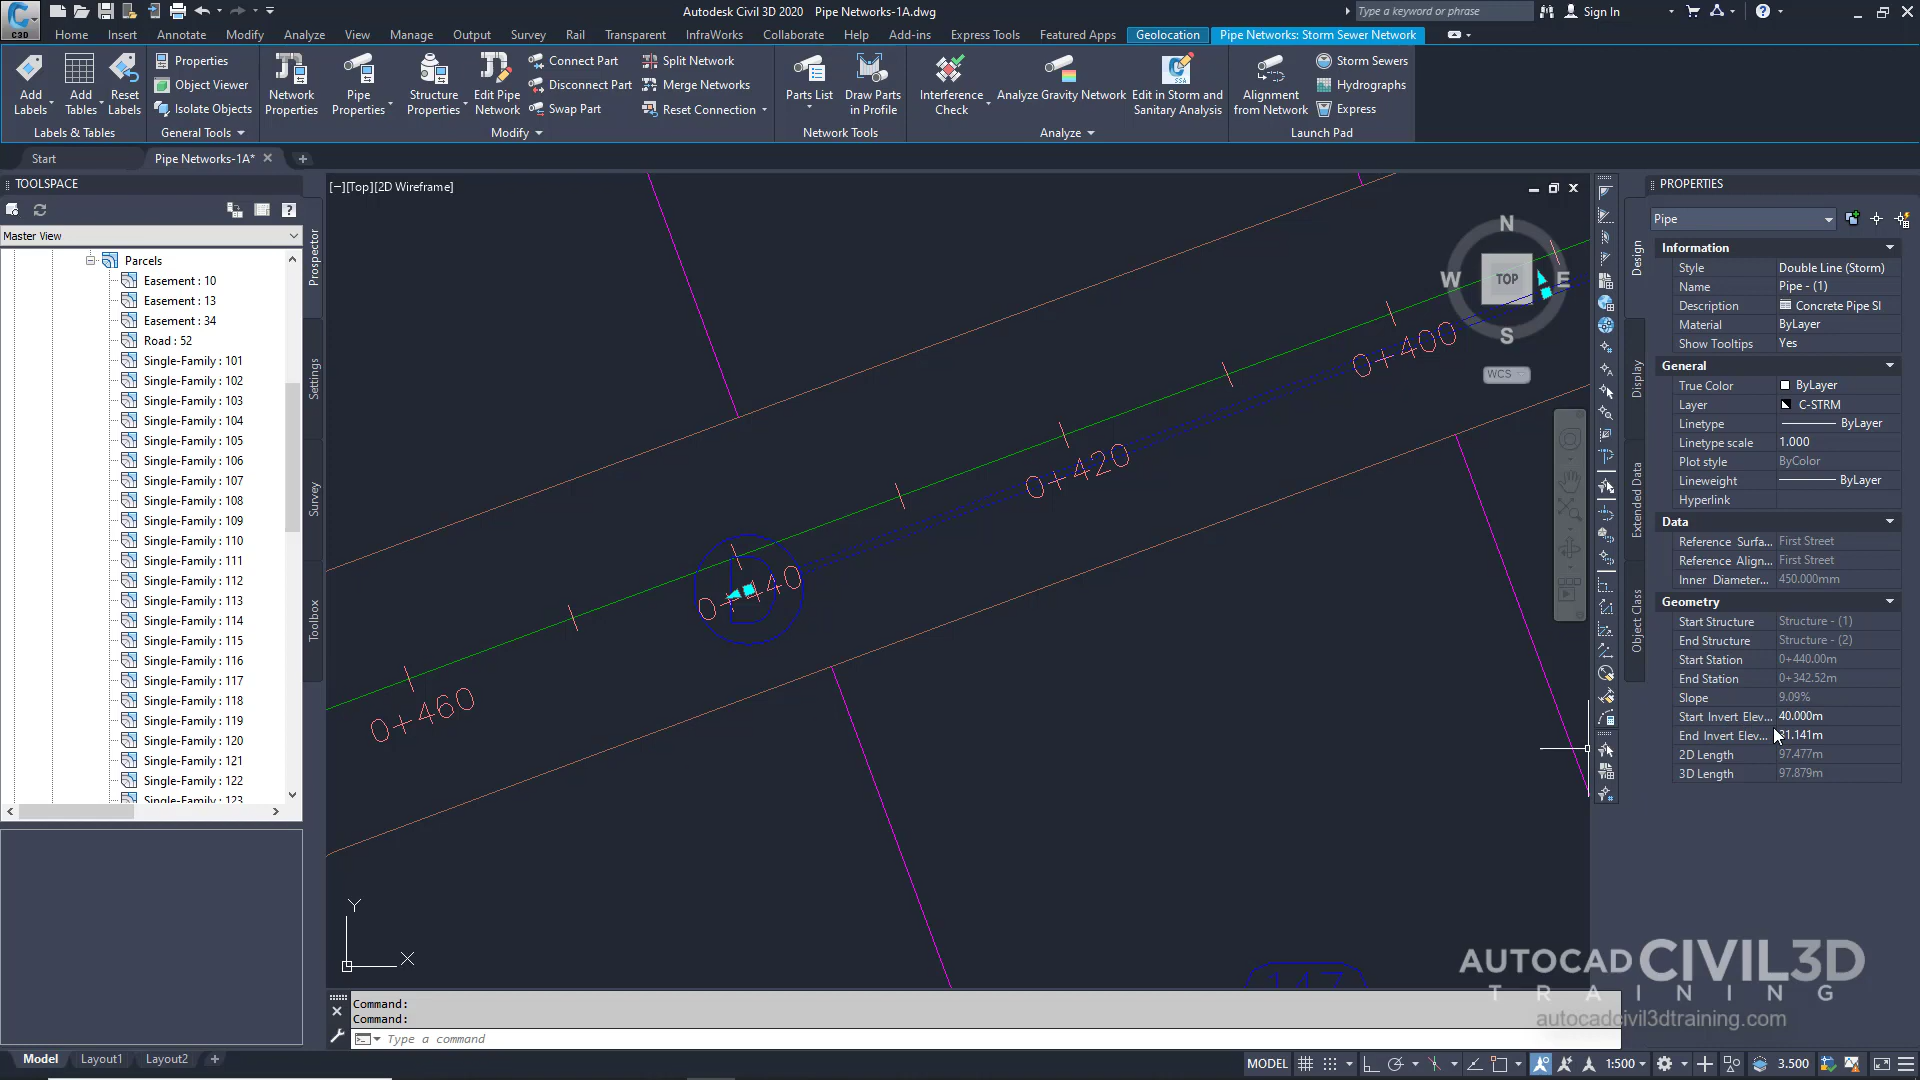 C3D
Autodesk Civil 3D 2020 Pipe Networks-1A.dwg
Type a keyword or phrase
Sign In
Home Insert Annotate Modify Analyze View Manage Output Survey Rail Transparent InfraWorks Collaborate Help Add-ins Express Tools Featured Apps Geolocation Pipe Networks: Storm Sewer Network
Add Labels
Add Tables
Reset Labels
Properties
Object Viewer
Isolate Objects
Network Properties
Pipe Properties
Structure Properties
Edit Pipe Network
Connect Part
Disconnect Part
Swap Part
Split Network
Merge Networks
Reset Connection
Parts List
Draw Parts in Profile
Interference Check
Analyze Gravity Network
Edit in Storm and Sanitary Analysis
Alignment from Network
Storm Sewers
Hydrographs
Express
Labels & Tables
General Tools
Modify
Network Tools
Analyze
Launch Pad
Start
Pipe Networks-1A*
TOOLSPACE
Master View
Parcels
Easement : 10
Easement : 13
Easement : 34
Road : 52
Single-Family : 101
Single-Family : 102
Single-Family : 103
Single-Family : 104
Single-Family : 105
Single-Family : 106
Single-Family : 107
Single-Family : 108
Single-Family : 109
Single-Family : 110
Single-Family : 111
Single-Family : 112
Single-Family : 113
Single-Family : 114
Single-Family : 115
Single-Family : 116
Single-Family : 117
Single-Family : 118
Single-Family : 119
Single-Family : 120
Single-Family : 121
Single-Family : 122
Single-Family : 123
Prospector
Settings
Survey
Toolbox
[−][Top][2D Wireframe]
N
W
TOP
E
S
WCS
0+400
0+420
0+440
0+460
147
Y
X
Command:
Command:
Type a command
PROPERTIES
Pipe
Design
Display
Extended Data
Object Class
Information
Style Double Line (Storm)
Name Pipe - (1)
Description Concrete Pipe SI
Material ByLayer
Show Tooltips Yes
General
True Color ByLayer
Layer C-STRM
Linetype ByLayer
Linetype scale 1.000
Plot style ByColor
Lineweight ByLayer
Hyperlink
Data
Reference Surfa... First Street
Reference Align... First Street
Inner Diameter... 450.000mm
Geometry
Start Structure Structure - (1)
End Structure Structure - (2)
Start Station 0+440.00m
End Station 0+342.52m
Slope 9.09%
Start Invert Elev... 40.000m
End Invert Elev... 31.141m
2D Length 97.477m
3D Length 97.879m
AUTOCAD CIVIL3D
TRAINING
autocadcivil3dtraining.com
Model Layout1 Layout2
MODEL 1:500 3.500